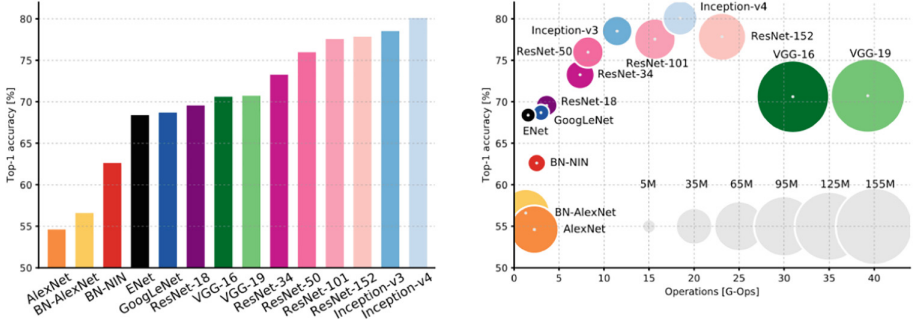 80
75
70
65
60
55
50
Top-1 accuracy [%]
AlexNet
BN-AlexNet
BN-NIN
ENet
GoogLeNet
ResNet-18
VGG-16
VGG-19
ResNet-34
ResNet-50
ResNet-101
ResNet-152
Inception-v3
Inception-v4
80
75
70
65
60
55
50
Top-1 accuracy [%]
Inception-v4
Inception-v3
ResNet-152
ResNet-50
VGG-16
VGG-19
ResNet-101
ResNet-34
ResNet-18
GoogLeNet
ENet
BN-NIN
5M
35M
65M
95M
125M
155M
BN-AlexNet
AlexNet
0
5
10
15
20
25
30
35
40
Operations [G-Ops]